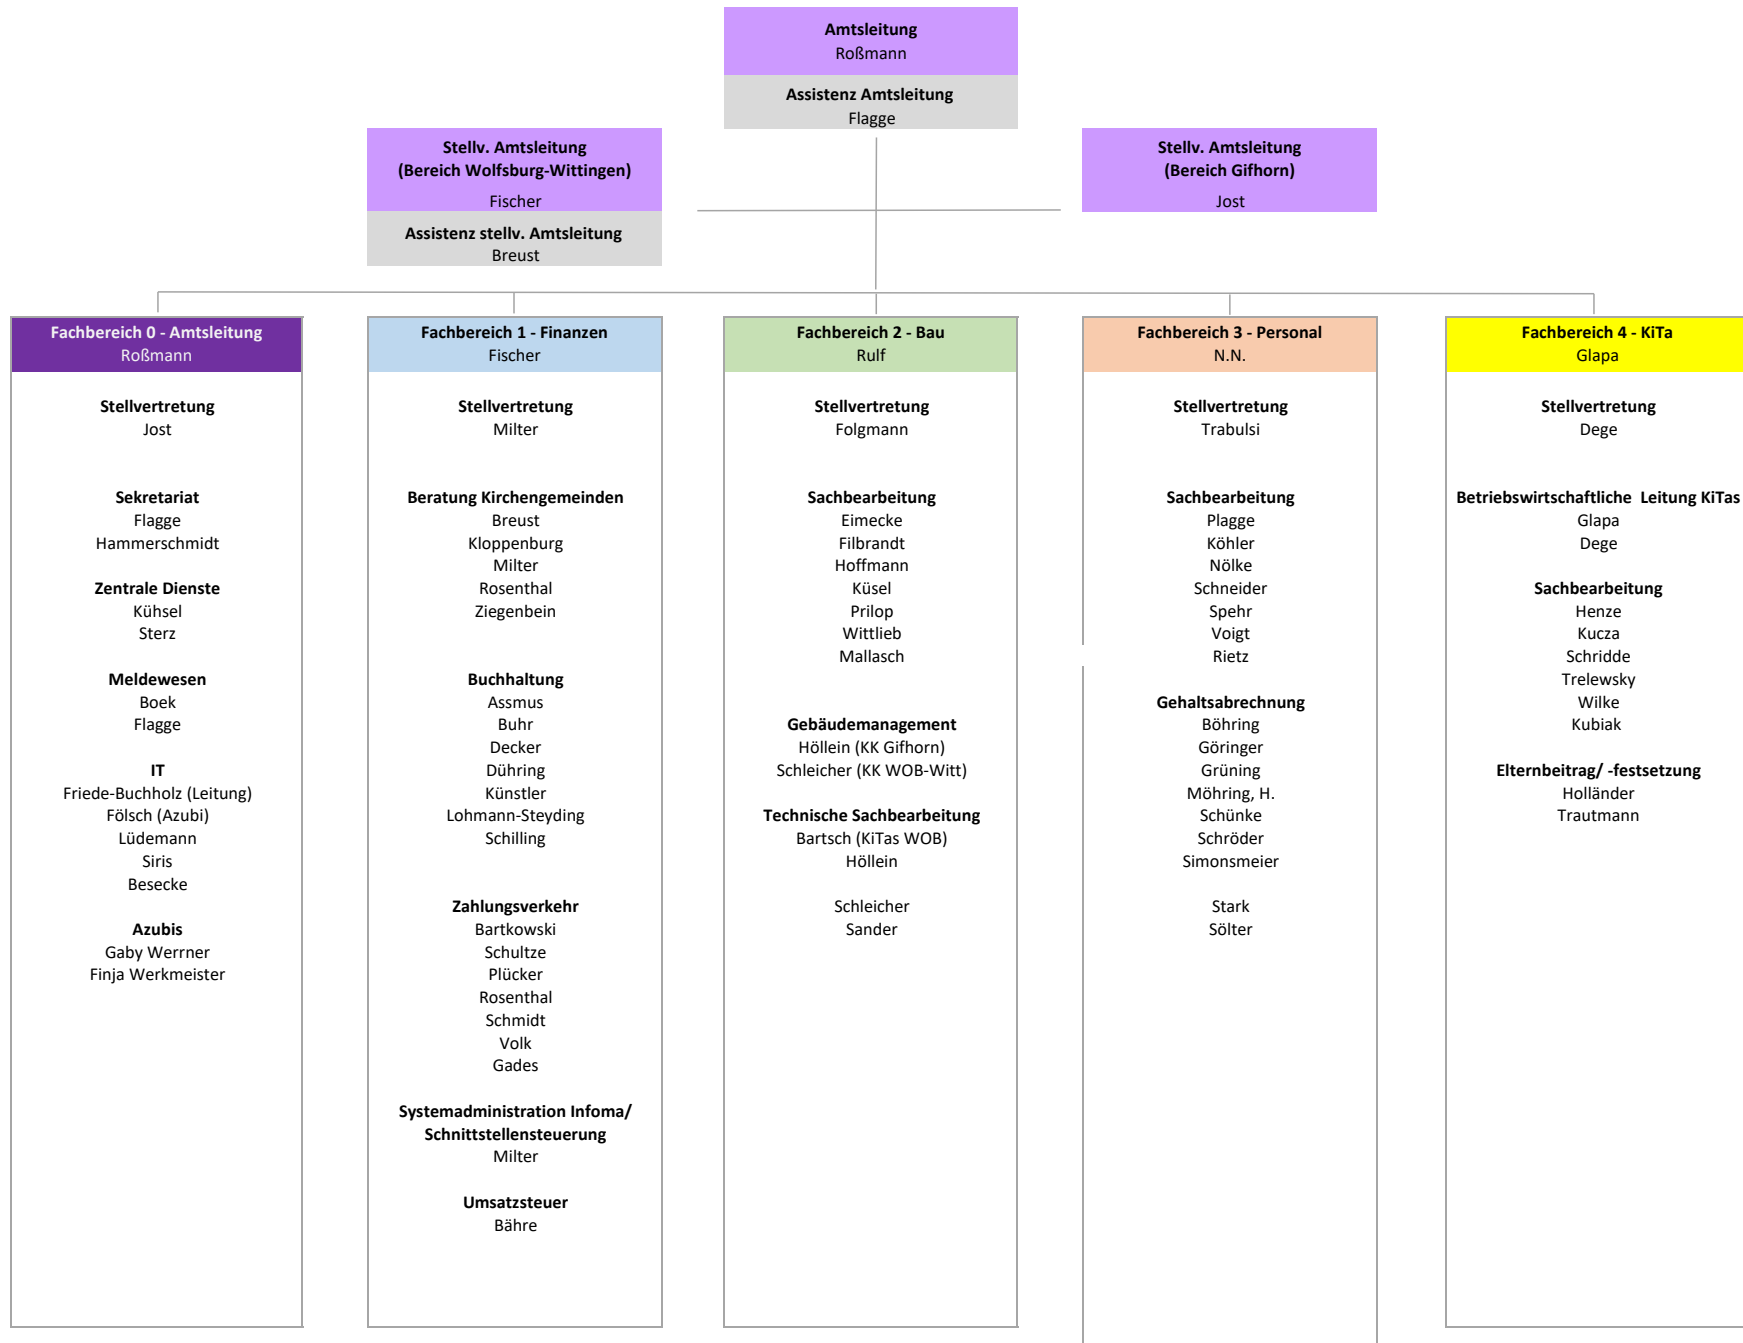 Amtsleitung
Roßmann
Assistenz Amtsleitung
Flagge
Stellv. Amtsleitung
(Bereich Wolfsburg-Wittingen)
Fischer
Assistenz stellv. Amtsleitung
Breust
Stellv. Amtsleitung
(Bereich Gifhorn)
Jost
Fachbereich 0 - Amtsleitung
Roßmann
Stellvertretung
Jost
Sekretariat
Flagge
Hammerschmidt
Zentrale Dienste
Kühsel
Sterz
Meldewesen
Boek
Flagge
IT
Friede-Buchholz (Leitung)
Fölsch (Azubi)
Lüdemann
Siris
Besecke
Azubis
Gaby Werrner
Finja Werkmeister
Fachbereich 1 - Finanzen
Fischer
Stellvertretung
Milter
Beratung Kirchengemeinden
Breust
Kloppenburg
Milter
Rosenthal
Ziegenbein
Buchhaltung
Assmus
Buhr
Decker
Dühring
Künstler
Lohmann-Steyding
Schilling
Zahlungsverkehr
Bartkowski
Schultze
Plücker
Rosenthal
Schmidt
Volk
Gades
Systemadministration Infoma/
Schnittstellensteuerung
Milter
Umsatzsteuer
Bähre
Fachbereich 2 - Bau
Rulf
Stellvertretung
Folgmann
Sachbearbeitung
Eimecke
Filbrandt
Hoffmann
Küsel
Prilop
Wittlieb
Mallasch
Gebäudemanagement
Höllein (KK Gifhorn)
Schleicher (KK WOB-Witt)
Technische Sachbearbeitung
Bartsch (KiTas WOB)
Höllein
Schleicher
Sander
Fachbereich 3 - Personal
N.N.
Stellvertretung
Trabulsi
Sachbearbeitung
Plagge
Köhler
Nölke
Schneider
Spehr
Voigt
Rietz
Gehaltsabrechnung
Böhring
Göringer
Grüning
Möhring, H.
Schünke
Schröder
Simonsmeier
Stark
Sölter
Fachbereich 4 - KiTa
Glapa
Stellvertretung
Dege
Betriebswirtschaftliche Leitung KiTas
Glapa
Dege
Sachbearbeitung
Henze
Kucza
Schridde
Trelewsky
Wilke
Kubiak
Elternbeitrag/ -festsetzung
Holländer
Trautmann